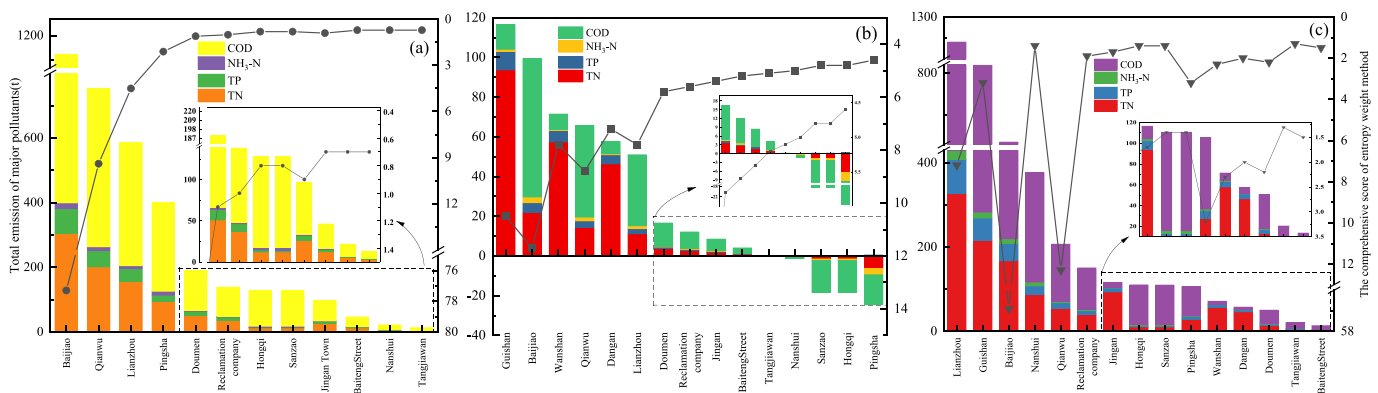 Total emission of major pollutants(t)
1200
600
400
200
0
COD
NH3-N
TP
TN
(a)
220
209
198
187
100
50
0
0.4
0.6
0.8
1.0
1.2
1.4
0
3
6
9
12
76
78
80
Baijiao
Qianwu
Lianzhou
Pingsha
Doumen
Reclamation
company
Hongqi
Sanzao
Jingan Town
BaitengStreet
Nanshui
Tangjiawan
120
100
80
60
40
20
0
-20
-40
COD
NH3-N
TP
TN
(b)
4.5
5.5
4
6
8
10
12
14
Guishan
Baijiao
Wanshan
Qianwu
Dangan
Lianzhou
Doumen
Reclamation
company
Jingan
BaitengStreet
Tangjiawan
Nanshui
Sanzao
Hongqi
Pingsha
1300
800
400
200
0
COD
NH3-N
TP
TN
(c)
120
100
80
60
40
20
0
1.5
2.0
2.5
3.0
3.5
0
2
4
6
8
10
12
58
Lianzhou
Guishan
Baijiao
Nanshui
Qianwu
Reclamation
company
Jingan
Hongqi
Sanzao
Pingsha
Wanshan
Dangan
Doumen
Tangjiawan
BaitengStreet
The comprehensive score of entropy weight method